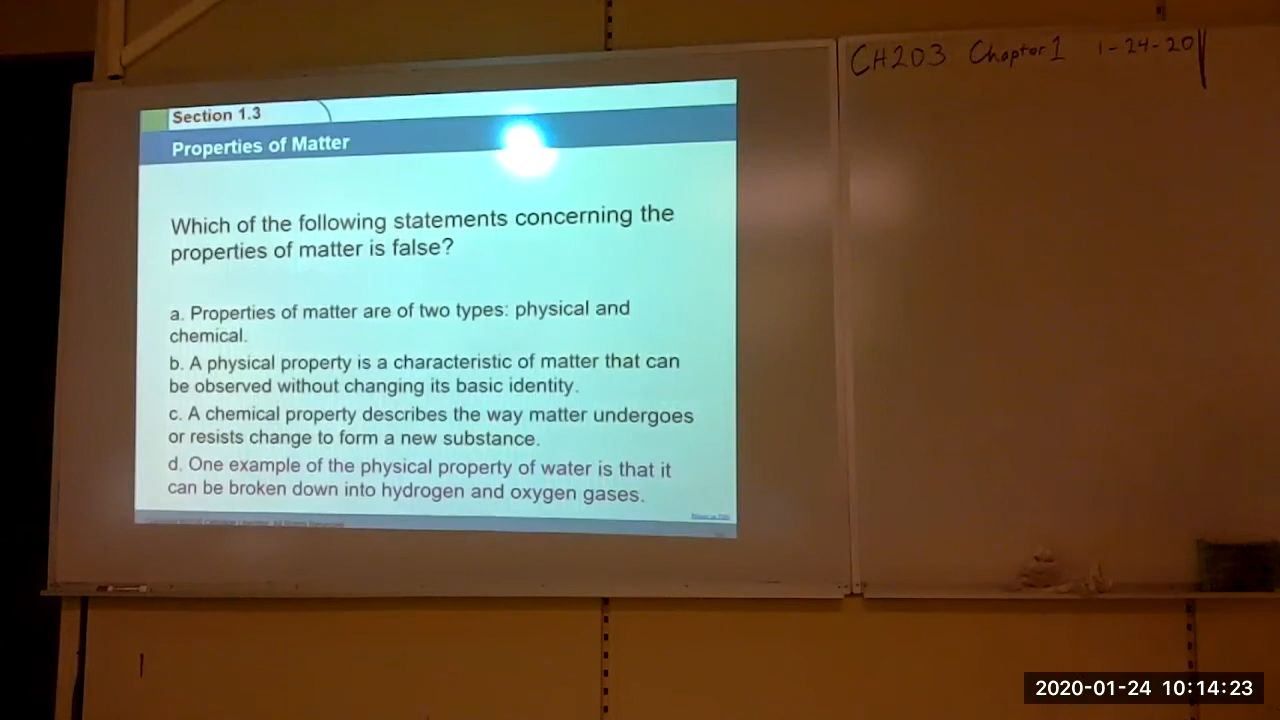 Section 1.3
Properties of Matter
Which of the following statements concerning the
properties of matter is false?
a. Properties of matter are of two types: physical and
chemical.
b. A physical property is a characteristic of matter that can
be observed without changing its basic identity.
c. A chemical property describes the way matter undergoes
or resists change to form a new substance.
d. One example of the physical property of water is that it
can be broken down into hydrogen and oxygen gases.
CH203 Chapter 1 1-24-20
2020-01-24 10:14:23